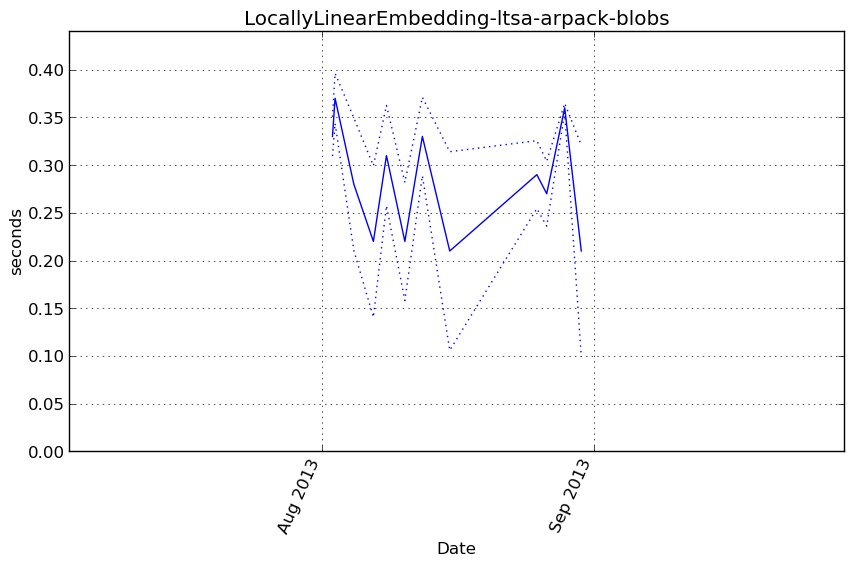 LocallyLinearEmbedding-ltsa-arpack-blobs
0.40
0.35
0.30
0.25
0.20
0.15
0.10
0.05
0.00
seconds
Aug 2013
Sep 2013
Date